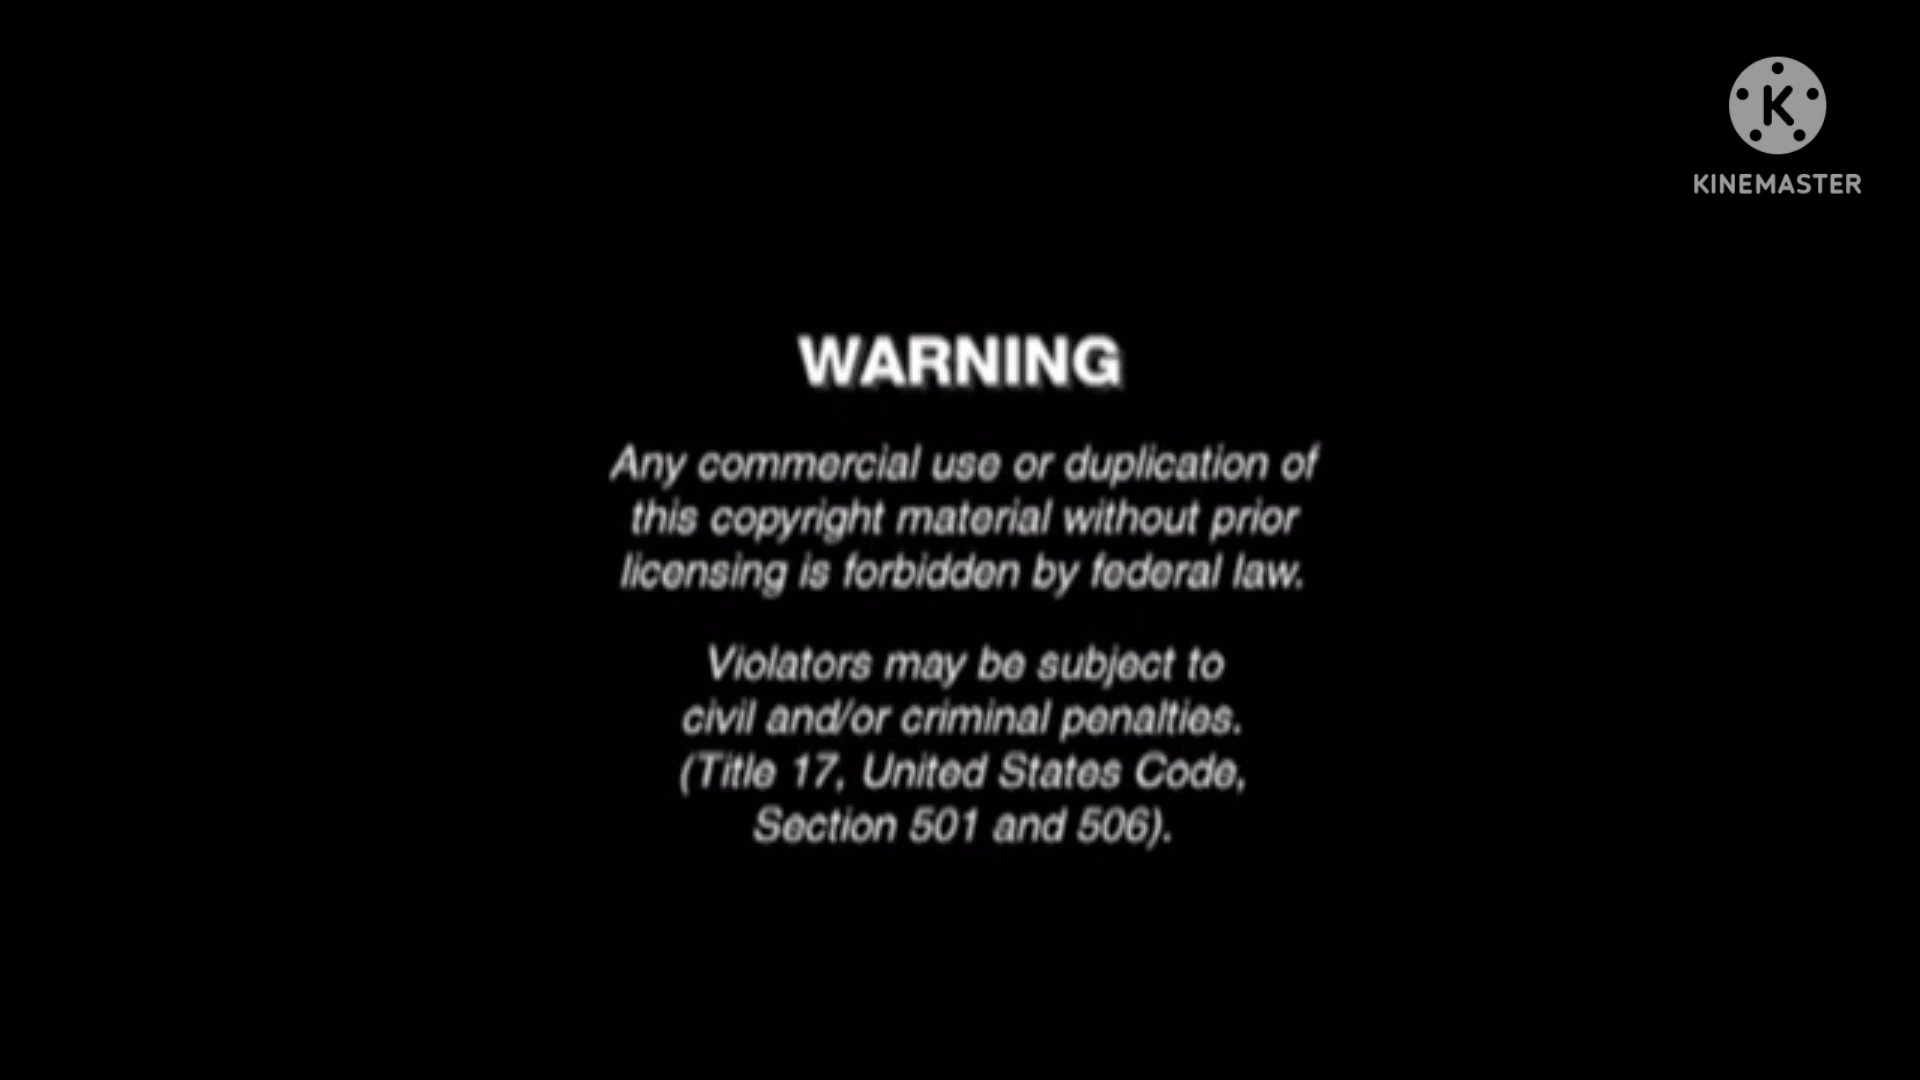 K
KINEMASTER
WARNING
Any commercial use or duplication of
this copyright material without prior
licensing is forbidden by federal law.
Violators may be subject to
civil and/or criminal penalties.
(Title 17, United States Code,
Section 501 and 506).